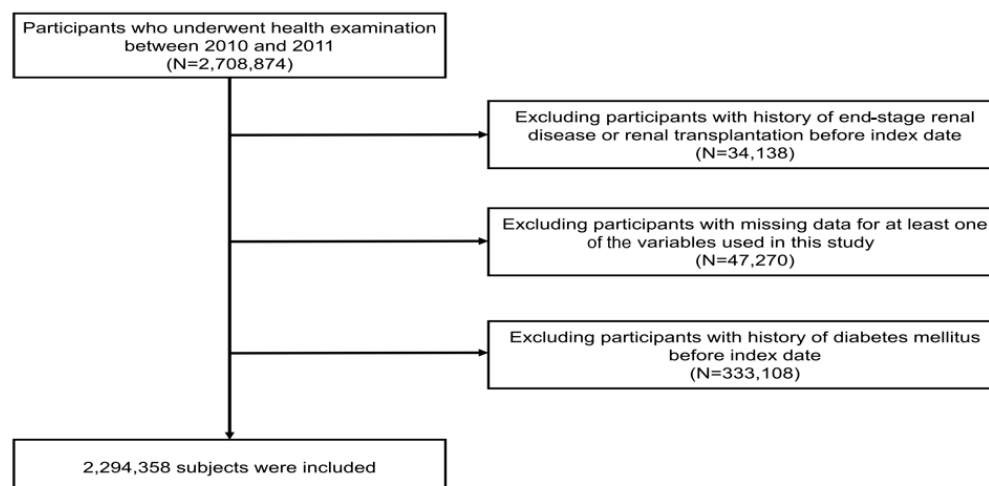 Participants who underwent health examination
between 2010 and 2011
(N=2,708,874)
Excluding participants with history of end-stage renal
disease or renal transplantation before index date
(N=34,138)
Excluding participants with missing data for at least one
of the variables used in this study
(N=47,270)
Excluding participants with history of diabetes mellitus
before index date
(N=333,108)
2,294,358 subjects were included